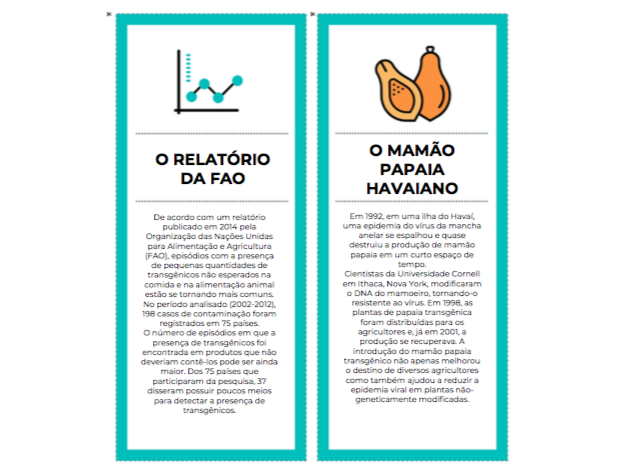 O RELATÓRIO
DA FAO
De acordo com um relatório
publicado em 2014 pela
Organização das Nações Unidas
para Alimentação e Agricultura
(FAO), episódios com a presença
de pequenas quantidades de
transgênicos não esperados na
comida e na alimentação animal
estão se tornando mais comuns.
No período analisado (2002-2012),
198 casos de contaminação foram
registrados em 75 países.
O número de episódios em que a
presença de transgênicos foi
encontrada em produtos que não
deveriam contê-los pode ser ainda
maior. Dos 75 países que
participaram da pesquisa, 37
disseram possuir poucos meios
para detectar a presença de
transgênicos.
O MAMÃO
PAPAIA
HAVAIANO
Em 1992, em uma ilha do Havaí,
uma epidemia do vírus da mancha
anelar se espalhou e quase
destruiu a produção de mamão
papaia em um curto espaço de
tempo.
Cientistas da Universidade Cornell
em Ithaca, Nova York, modificaram
o DNA do mamoeiro, tornando-o
resistente ao vírus. Em 1998, as
plantas de papaia transgênica
foram distribuídas para os
agricultores e, já em 2001, a
produção se recuperava. A
introdução do mamão papaia
transgênico não apenas melhorou
o destino de diversos agricultores
como também ajudou a reduzir a
epidemia viral em plantas não-
geneticamente modificadas.